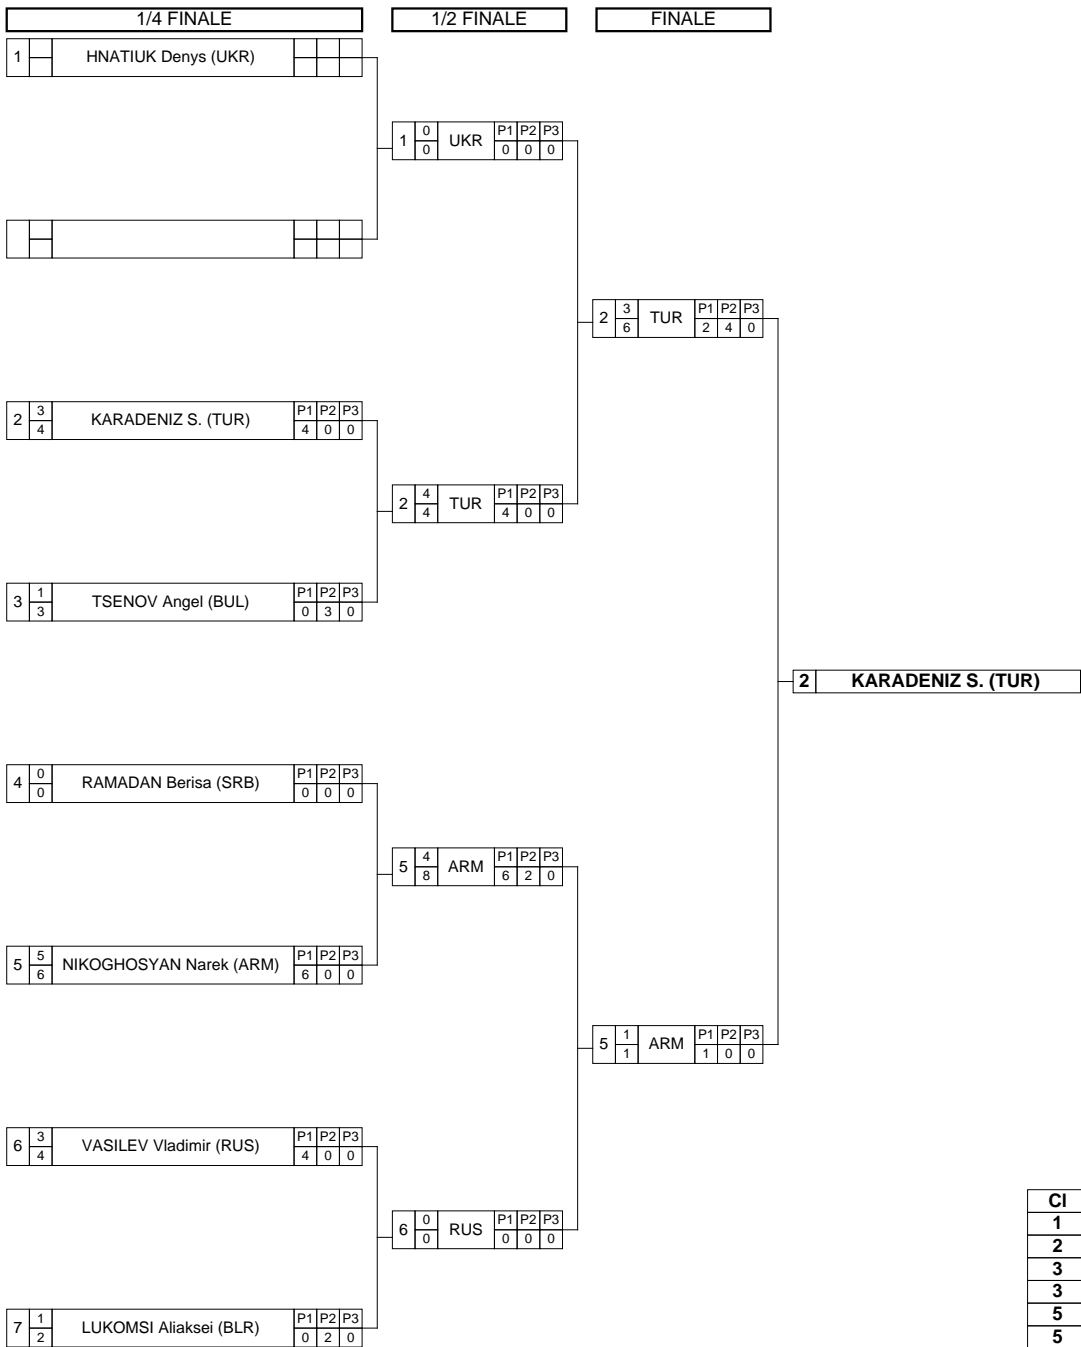 1/4 FINALE 1/2 FINALE FINALE
1 HNATIUK Denys (UKR)
1 0 UKR P1 P2 P3
0 0 0 0
2 3 TUR P1 P2 P3
6 2 4 0
2 3 KARADENIZ S. (TUR) P1 P2 P3
4 4 0 0
2 4 TUR P1 P2 P3
4 4 0 0
3 1 TSENOV Angel (BUL) P1 P2 P3
3 0 3 0
2 KARADENIZ S. (TUR)
4 0 RAMADAN Berisa (SRB) P1 P2 P3
0 0 0 0
5 4 ARM P1 P2 P3
8 6 2 0
5 5 NIKOGHOSYAN Narek (ARM) P1 P2 P3
6 6 0 0
5 1 ARM P1 P2 P3
1 1 0 0
6 3 VASILEV Vladimir (RUS) P1 P2 P3
4 4 0 0
Cl
1
6 0 RUS P1 P2 P3
0 0 0 0
2
3
3
5
7 1 LUKOMSI Aliaksei (BLR) P1 P2 P3
2 0 2 0
5